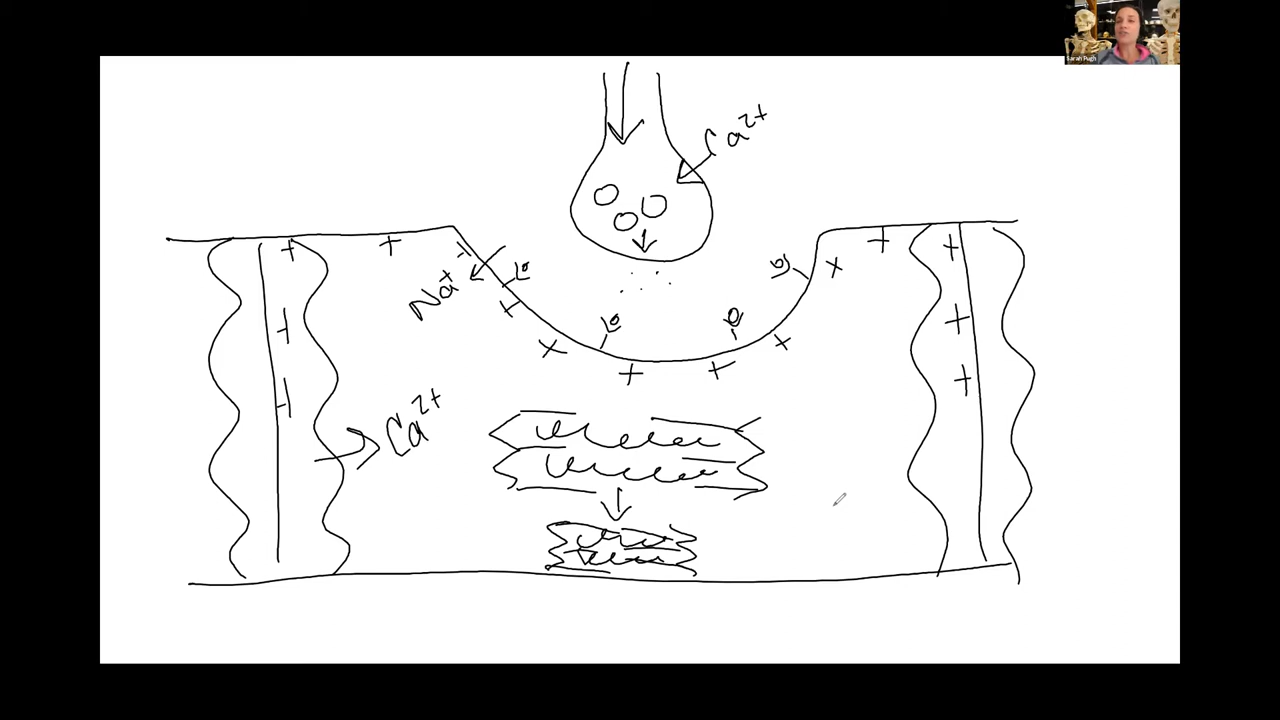 Sarah Pugh
Ca²⁺
+ + + +
+ +
Na⁺
+ + + +
+ + + +
+ +
Ca²⁺